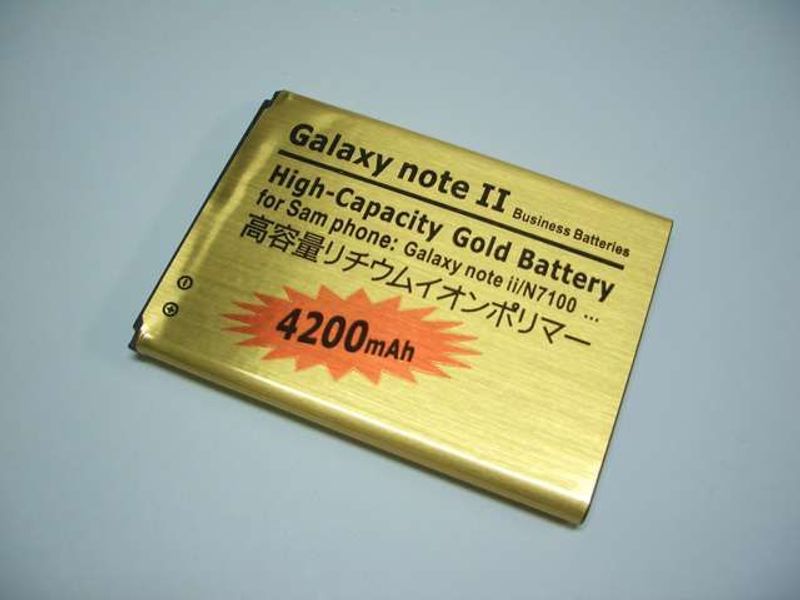 Galaxy note II Business Batteries
High-Capacity Gold Battery
for Sam phone: Galaxy note ii/N7100 ...
高容量リチウムイオンポリマー
4200mAh